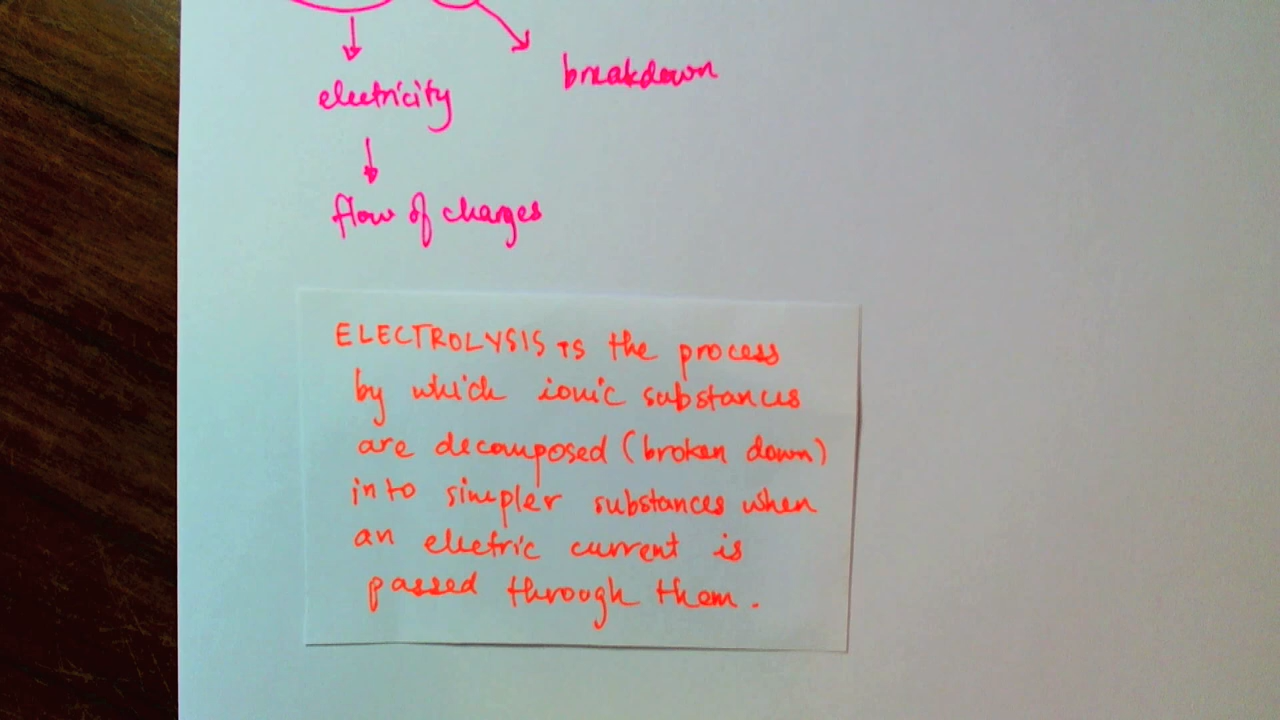 breakdown
electricity
flow of charges
ELECTROLYSIS is the process
by which ionic substances
are decomposed (broken down)
into simpler substances when
an electric current is
passed through them.